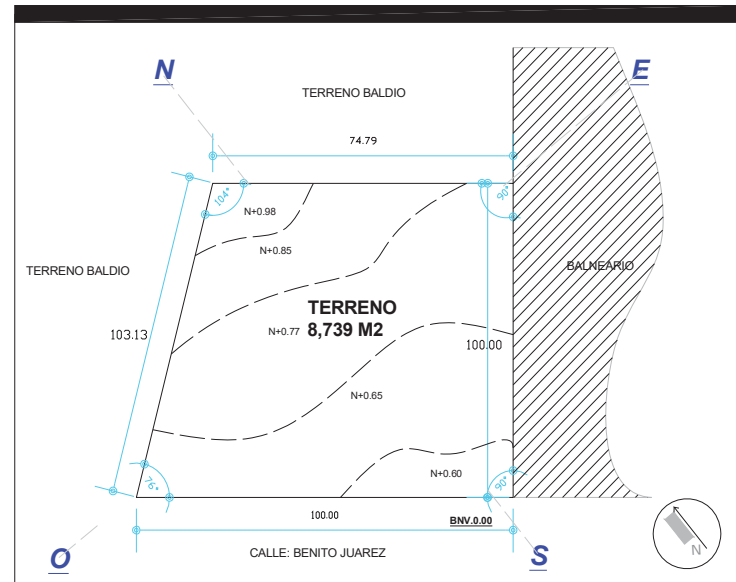 N
E
TERRENO BALDIO
74.79
104°
90°
N+0.98
N+0.85
TERRENO BALDIO
BALNEARIO
TERRENO
8,739 M2
N+0.77
103.13
100.00
N+0.65
N+0.60
76°
90°
100.00
BNV.0.00
CALLE: BENITO JUAREZ
O
S
N